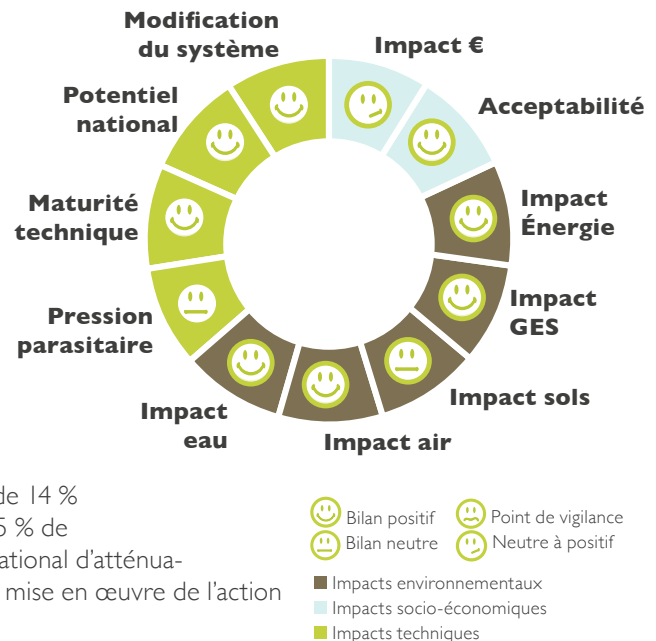 Modification
du système
Impact €
Potentiel
national
Acceptabilité
Maturité
technique
Impact
Énergie
Pression
parasitaire
Impact
GES
Impact
eau
Impact air
Impact sols
de 14 %
5 % de
ational d’atténua-
mise en œuvre de l’action
Bilan positif
Point de vigilance
Bilan neutre
Neutre à positif
Impacts environnementaux
Impacts socio-économiques
Impacts techniques